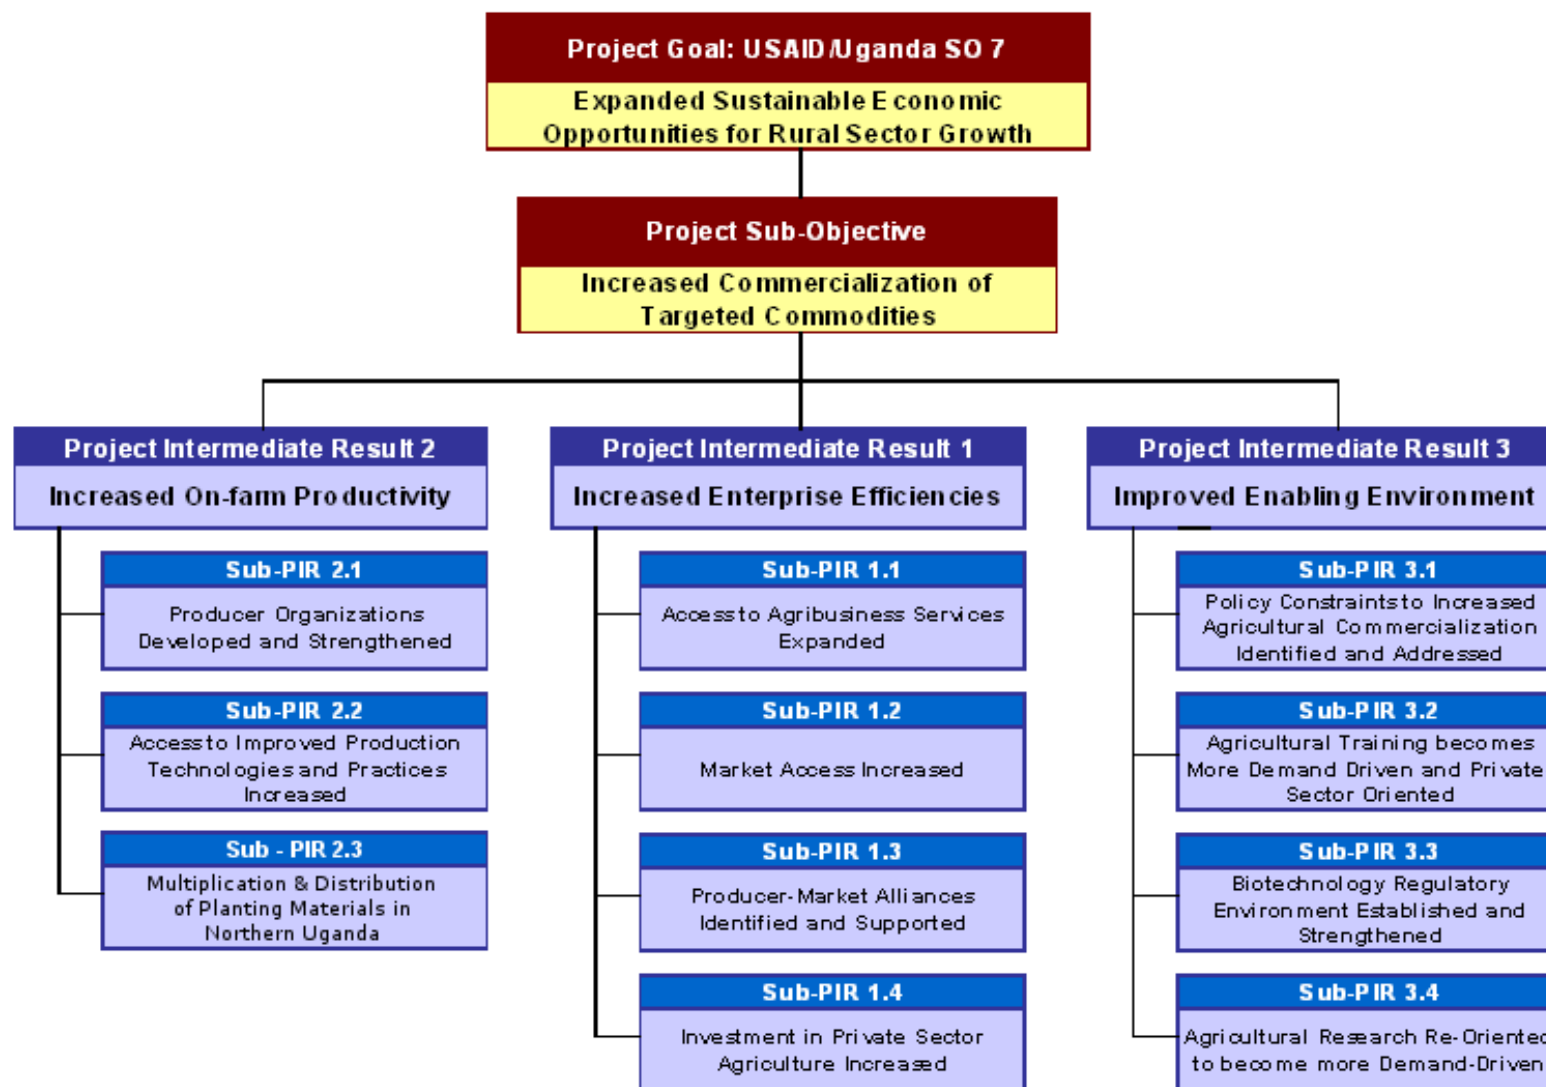 Project Goal: USAID/Uganda SO 7
Expanded Sustainable Economic
Opportunities for Rural Sector Growth
Project Sub-Objective
Increased Commercialization of
Targeted Commodities
Project Intermediate Result 2
Increased On-farm Productivity
Sub-PIR 2.1
Producer Organizations
Developed and Strengthened
Sub-PIR 2.2
Access to Improved Production
Technologies and Practices
Increased
Sub - PIR 2.3
Multiplication & Distribution
of Planting Materials in
Northern Uganda
Project Intermediate Result 1
Increased Enterprise Efficiencies
Sub-PIR 1.1
Access to Agribusiness Services
Expanded
Sub-PIR 1.2
Market Access Increased
Sub-PIR 1.3
Producer-Market Alliances
Identified and Supported
Sub-PIR 1.4
Investment in Private Sector
Agriculture Increased
Project Intermediate Result 3
Improved Enabling Environment
Sub-PIR 3.1
Policy Constraints to Increased
Agricultural Commercialization
Identified and Addressed
Sub-PIR 3.2
Agricultural Training becomes
More Demand Driven and Private
Sector Oriented
Sub-PIR 3.3
Biotechnology Regulatory
Environment Established and
Strengthened
Sub-PIR 3.4
Agricultural Research Re-Oriented
to become more Demand-Driven